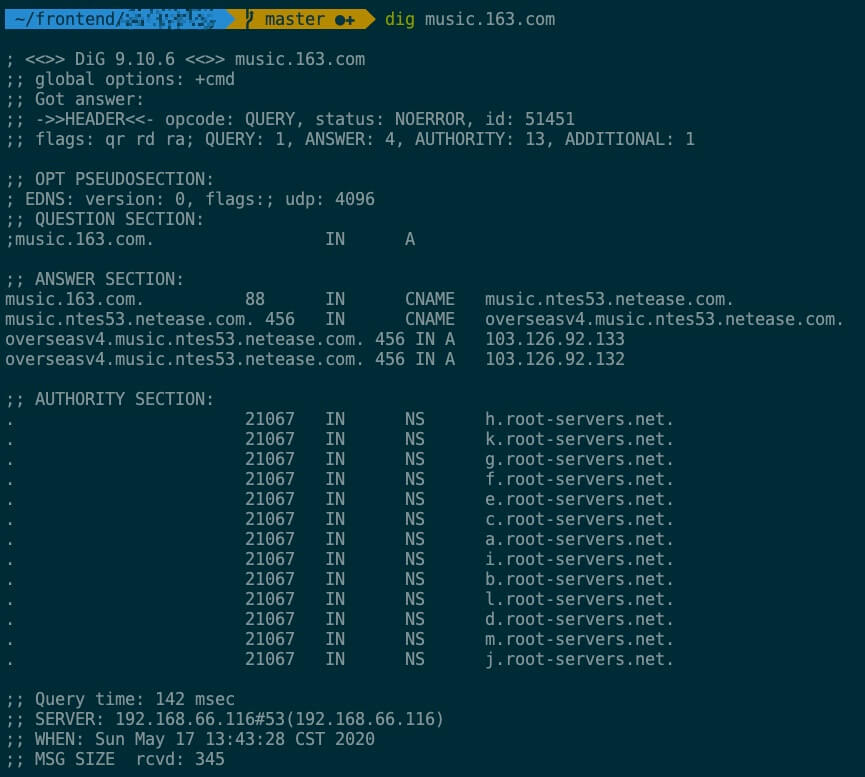 ~/frontend/ master ●+ dig music.163.com
; <<>> DiG 9.10.6 <<>> music.163.com
;; global options: +cmd
;; Got answer:
;; ->>HEADER<<- opcode: QUERY, status: NOERROR, id: 51451
;; flags: qr rd ra; QUERY: 1, ANSWER: 4, AUTHORITY: 13, ADDITIONAL: 1
;; OPT PSEUDOSECTION:
; EDNS: version: 0, flags:; udp: 4096
;; QUESTION SECTION:
;music.163.com. IN A
;; ANSWER SECTION:
music.163.com. 88 IN CNAME music.ntes53.netease.com.
music.ntes53.netease.com. 456 IN CNAME overseasv4.music.ntes53.netease.com.
overseasv4.music.ntes53.netease.com. 456 IN A 103.126.92.133
overseasv4.music.ntes53.netease.com. 456 IN A 103.126.92.132
;; AUTHORITY SECTION:
. 21067 IN NS h.root-servers.net.
. 21067 IN NS k.root-servers.net.
. 21067 IN NS g.root-servers.net.
. 21067 IN NS f.root-servers.net.
. 21067 IN NS e.root-servers.net.
. 21067 IN NS c.root-servers.net.
. 21067 IN NS a.root-servers.net.
. 21067 IN NS i.root-servers.net.
. 21067 IN NS b.root-servers.net.
. 21067 IN NS l.root-servers.net.
. 21067 IN NS d.root-servers.net.
. 21067 IN NS m.root-servers.net.
. 21067 IN NS j.root-servers.net.
;; Query time: 142 msec
;; SERVER: 192.168.66.116#53(192.168.66.116)
;; WHEN: Sun May 17 13:43:28 CST 2020
;; MSG SIZE rcvd: 345